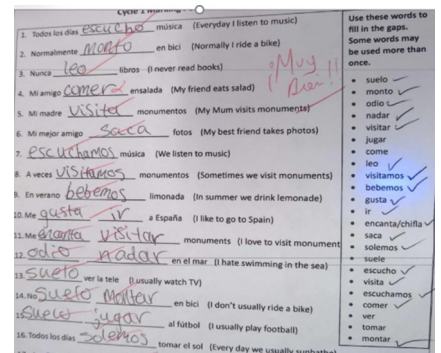 Cycle 1
Use these words to fill in the gaps. Some words may be used more than once.
1. Todos los días escucho música (Everyday I listen to music)
2. Normalmente monto en bici (Normally I ride a bike)
3. Nunca leo libros (I never read books)
¡Muy Bien!!
4. Mi amigo comer ensalada (My friend eats salad)
5. Mi madre visita monumentos (My Mum visits monuments)
6. Mi mejor amigo saca fotos (My best friend takes photos)
7. escuchamos música (We listen to music)
8. A veces visitamos monumentos (Sometimes we visit monuments)
9. En verano bebemos limonada (In summer we drink lemonade)
10. Me gusta ir a España (I like to go to Spain)
11. Me encanta visitar monuments (I love to visit monument
12. odio nadar en el mar (I hate swimming in the sea)
13. suelo ver la tele (I usually watch TV)
14. No suelo montar en bici (I don't usually ride a bike)
15. Suelo jugar al fútbol (I usually play football)
16. Todos los días solemos tomar el sol (Every day we usually sunbathe)
• suelo
• monto
• odio
• nadar
• visitar
• jugar
• come
• leo
• visitamos
• bebemos
• gusta
• ir
• encanta/chifla
• saca
• solemos
• suele
• escucho
• visita
• escuchamos
• comer
• ver
• tomar
• montar